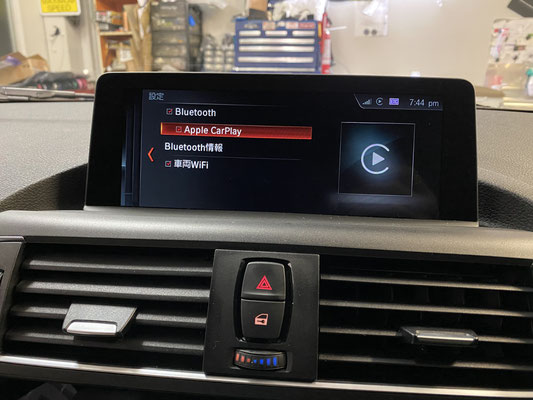 SPEED
設定
7:44 pm
Bluetooth
Apple CarPlay
Bluetooth情報
車両WiFi